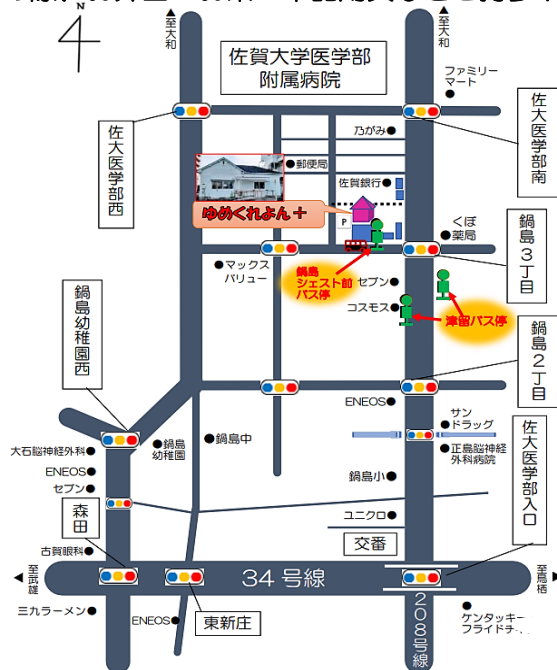 N
至大和
至大和
佐賀大学医学部
附属病院
ファミリー
マート
佐大医学部西
佐大医学部南
乃がみ
郵便局
佐賀銀行
ゆめくれよん+
P
くぼ
薬局
鍋島3丁目
マックス
バリュー
鍋島
シェスト前
バス停
セブン
コスモス
津留バス停
鍋島幼稚園西
鍋島2丁目
ENEOS
サン
ドラッグ
大石脳神経外科
鍋島
幼稚園
鍋島中
正島脳神経
外科病院
佐大医学部入口
ENEOS
セブン
鍋島小
森田
ユニクロ
古賀眼科
交番
至武雄
34号線
至鳥栖
三九ラーメン
ENEOS
東新庄
208号線
ケンタッキー
フライドチ